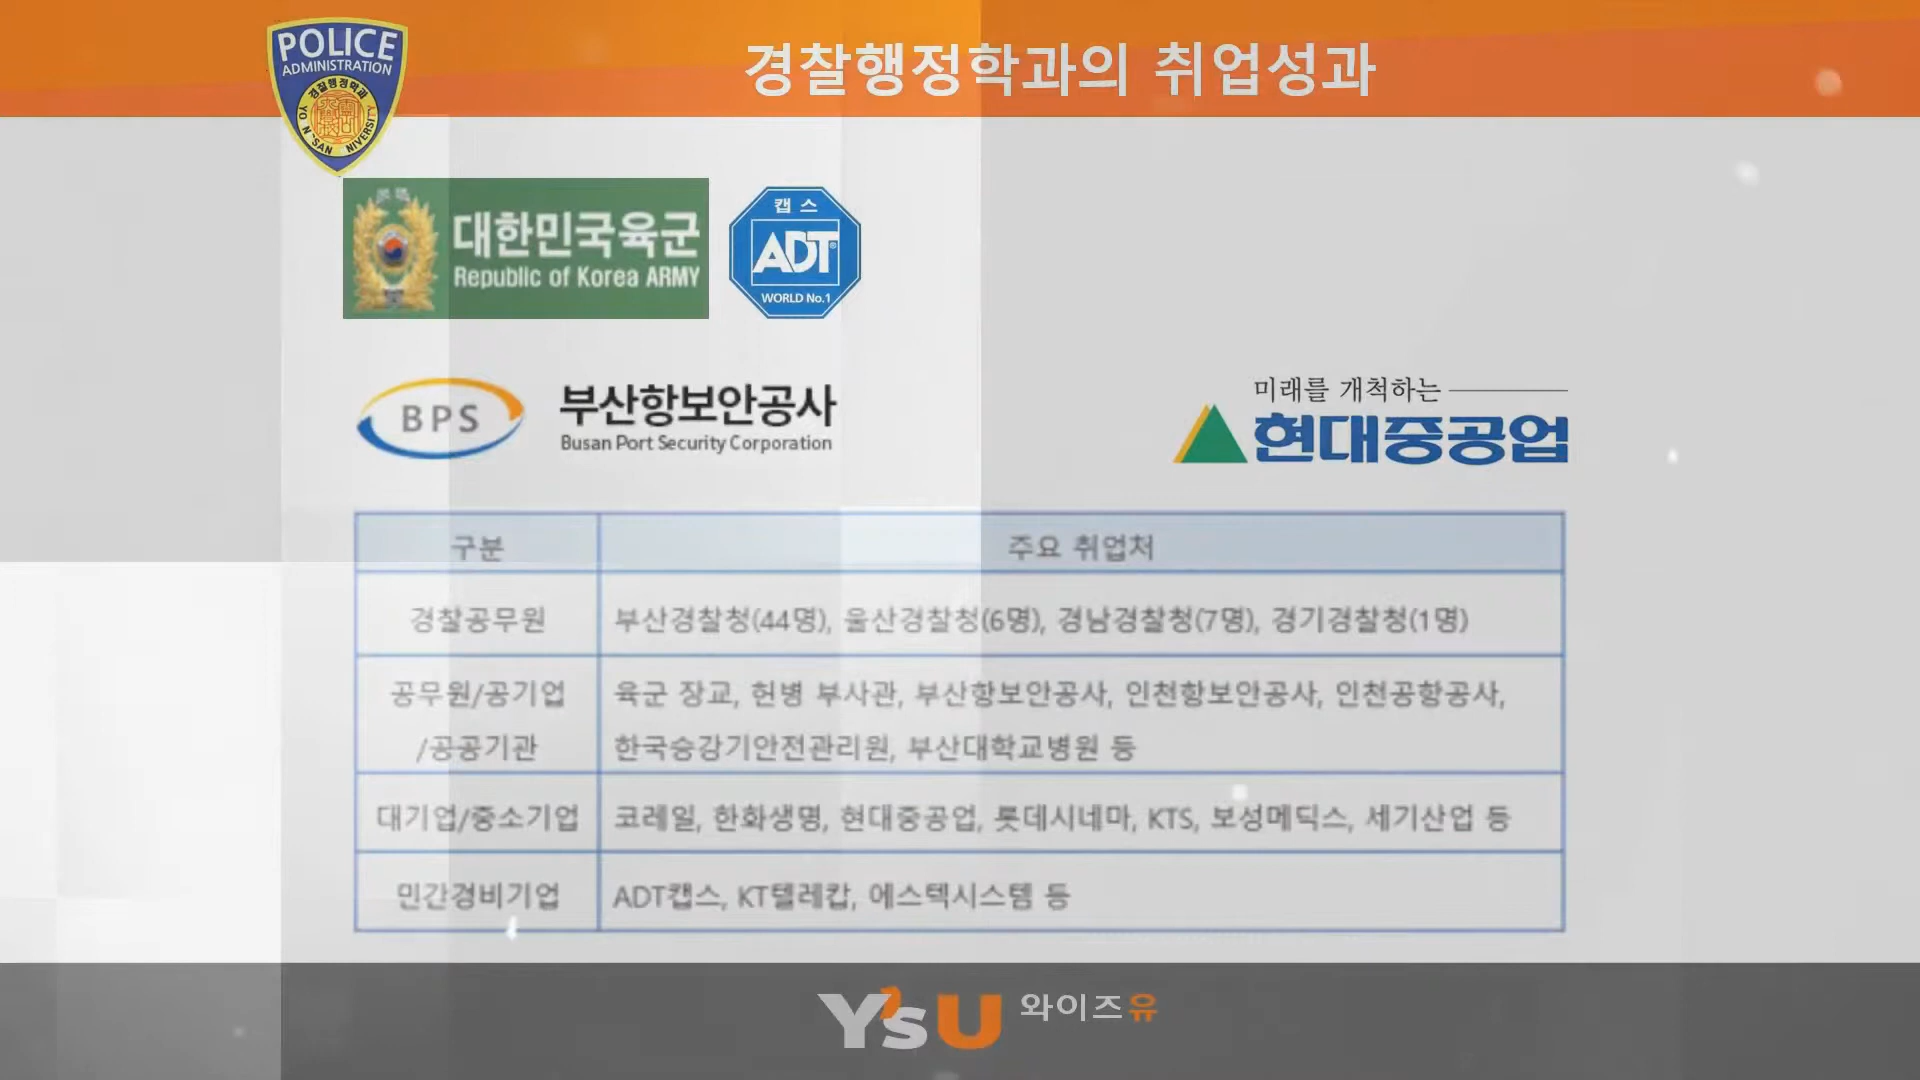 POLICE
ADMINISTRATION
경찰행정학과
경찰행정학과의 취업성과
대한민국육군
Republic of Korea ARMY
캡스
ADT
WORLD No.1
BPS
부산항보안공사
Busan Port Security Corporation
미래를 개척하는
현대중공업
구분
주요 취업처
경찰공무원
부산경찰청(44명), 울산경찰청(6명), 경남경찰청(7명), 경기경찰청(1명)
공무원/공기업
/공공기관
육군 장교, 헌병 부사관, 부산항보안공사, 인천항보안공사, 인천공항공사,
한국승강기안전관리원, 부산대학교병원 등
대기업/중소기업
코레일, 한화생명, 현대중공업, 롯데시네마, KTS, 보성메딕스, 세기산업 등
민간경비기업
ADT캡스, KT텔레캅, 에스텍시스템 등
Y'sU 와이즈유